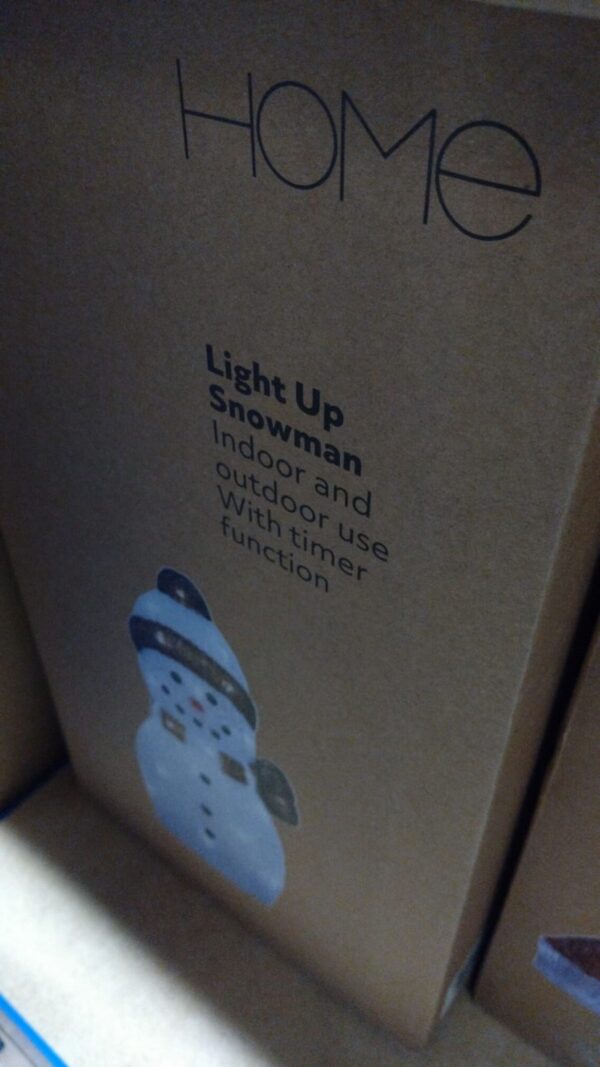 HOMe
Light Up
Snowman
Indoor and
outdoor use
With timer
function